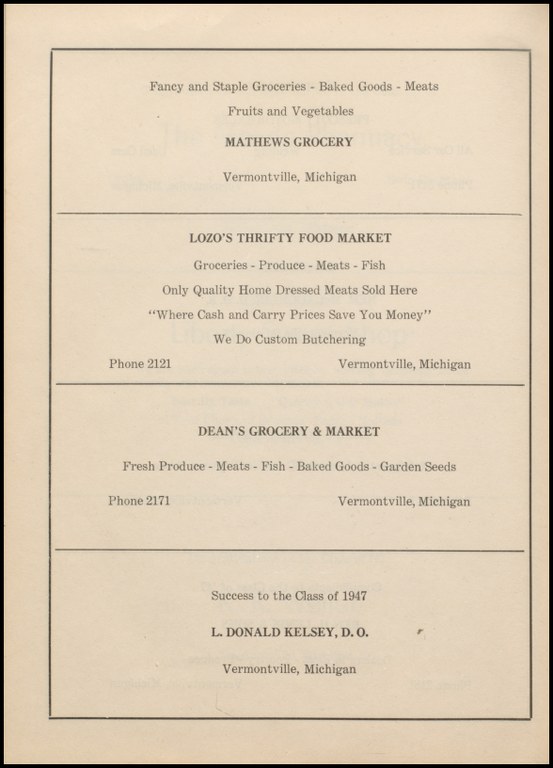 Fancy and Staple Groceries - Baked Goods - Meats
Fruits and Vegetables
MATHEWS GROCERY
Vermontville, Michigan
LOZO'S THRIFTY FOOD MARKET
Groceries - Produce - Meats - Fish
Only Quality Home Dressed Meats Sold Here
"Where Cash and Carry Prices Save You Money"
We Do Custom Butchering
Phone 2121 Vermontville, Michigan
DEAN'S GROCERY & MARKET
Fresh Produce - Meats - Fish - Baked Goods - Garden Seeds
Phone 2171 Vermontville, Michigan
Success to the Class of 1947
L. DONALD KELSEY, D. O.
Vermontville, Michigan